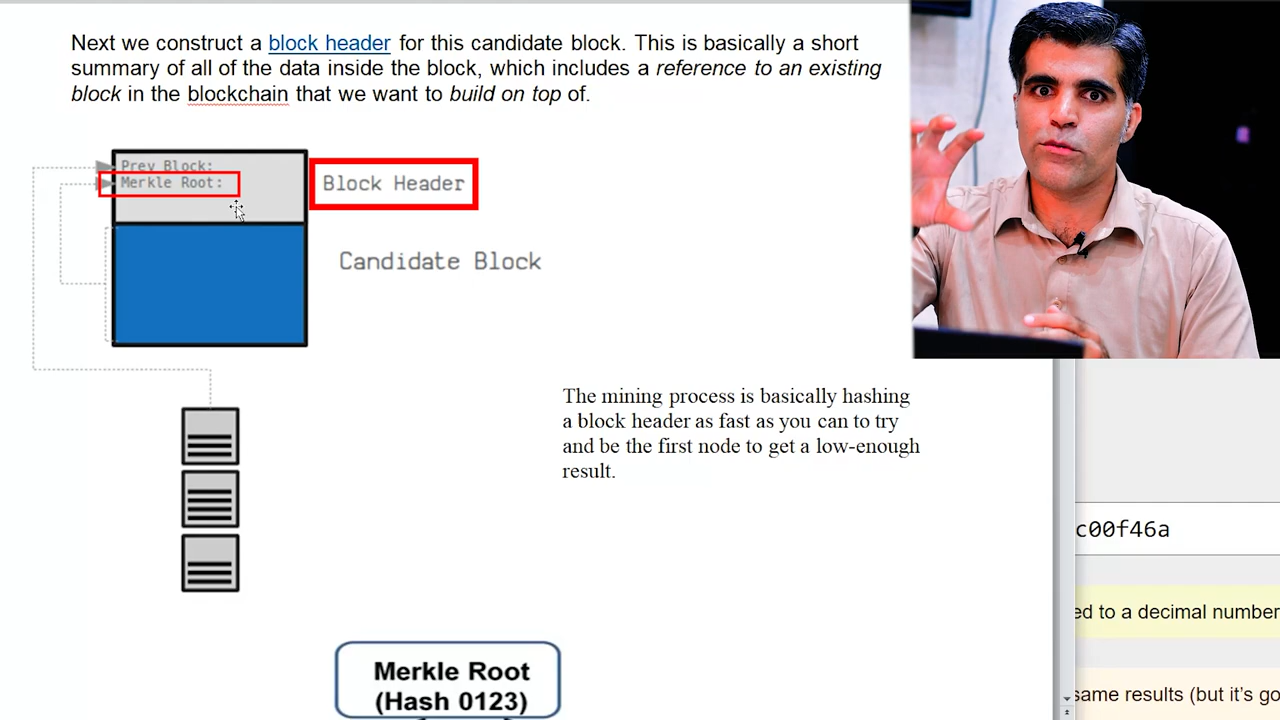 Next we construct a block header for this candidate block. This is basically a short
summary of all of the data inside the block, which includes a reference to an existing
block in the blockchain that we want to build on top of.
Prev Block:
Merkle Root:
Block Header
Candidate Block
The mining process is basically hashing
a block header as fast as you can to try
and be the first node to get a low-enough
result.
c00f46a
ed to a decimal number
same results (but it's go
Merkle Root
(Hash 0123)